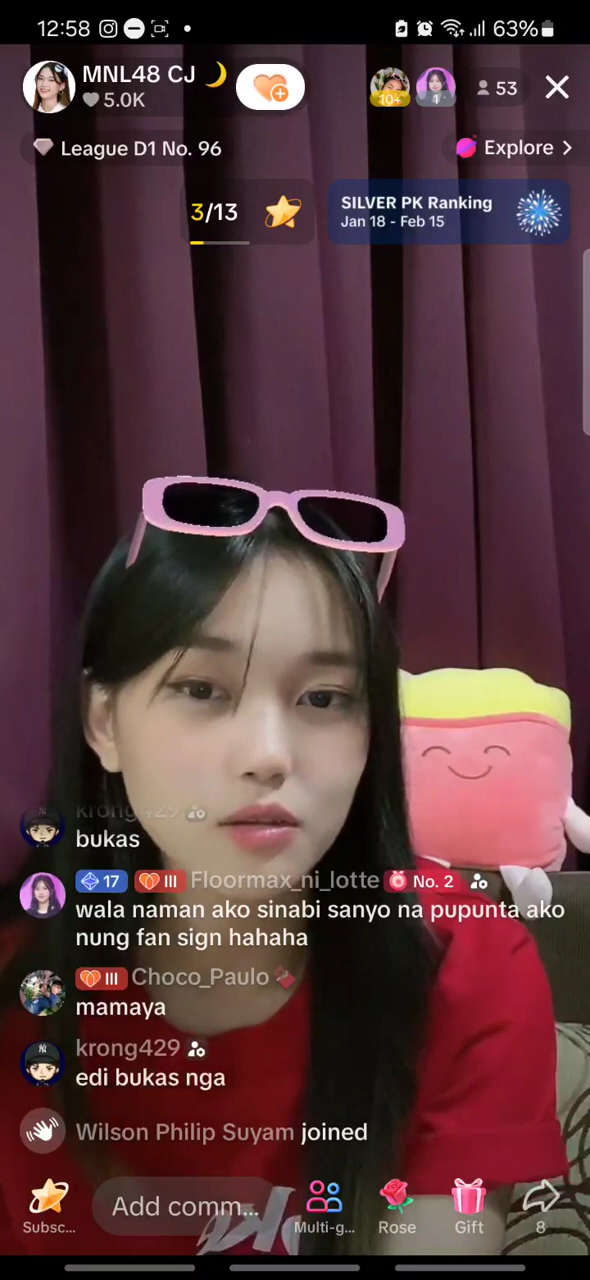 12:58
63%
MNL48 CJ 🌙
5.0K
10+
4
53
League D1 No. 96
Explore
3/13
SILVER PK Ranking
Jan 18 - Feb 15
krong429
bukas
17 III Floormax_ni_lotte No. 2
wala naman ako sinabi sanyo na pupunta ako
nung fan sign hahaha
III Choco_Paulo 🍫
mamaya
krong429
edi bukas nga
Wilson Philip Suyam joined
Add comm...
Subsc...
Multi-g...
Rose
Gift
8